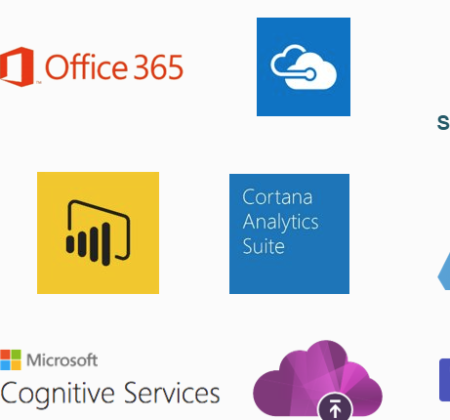 Office 365
S
Cortana
Analytics
Suite
Microsoft
Cognitive Services